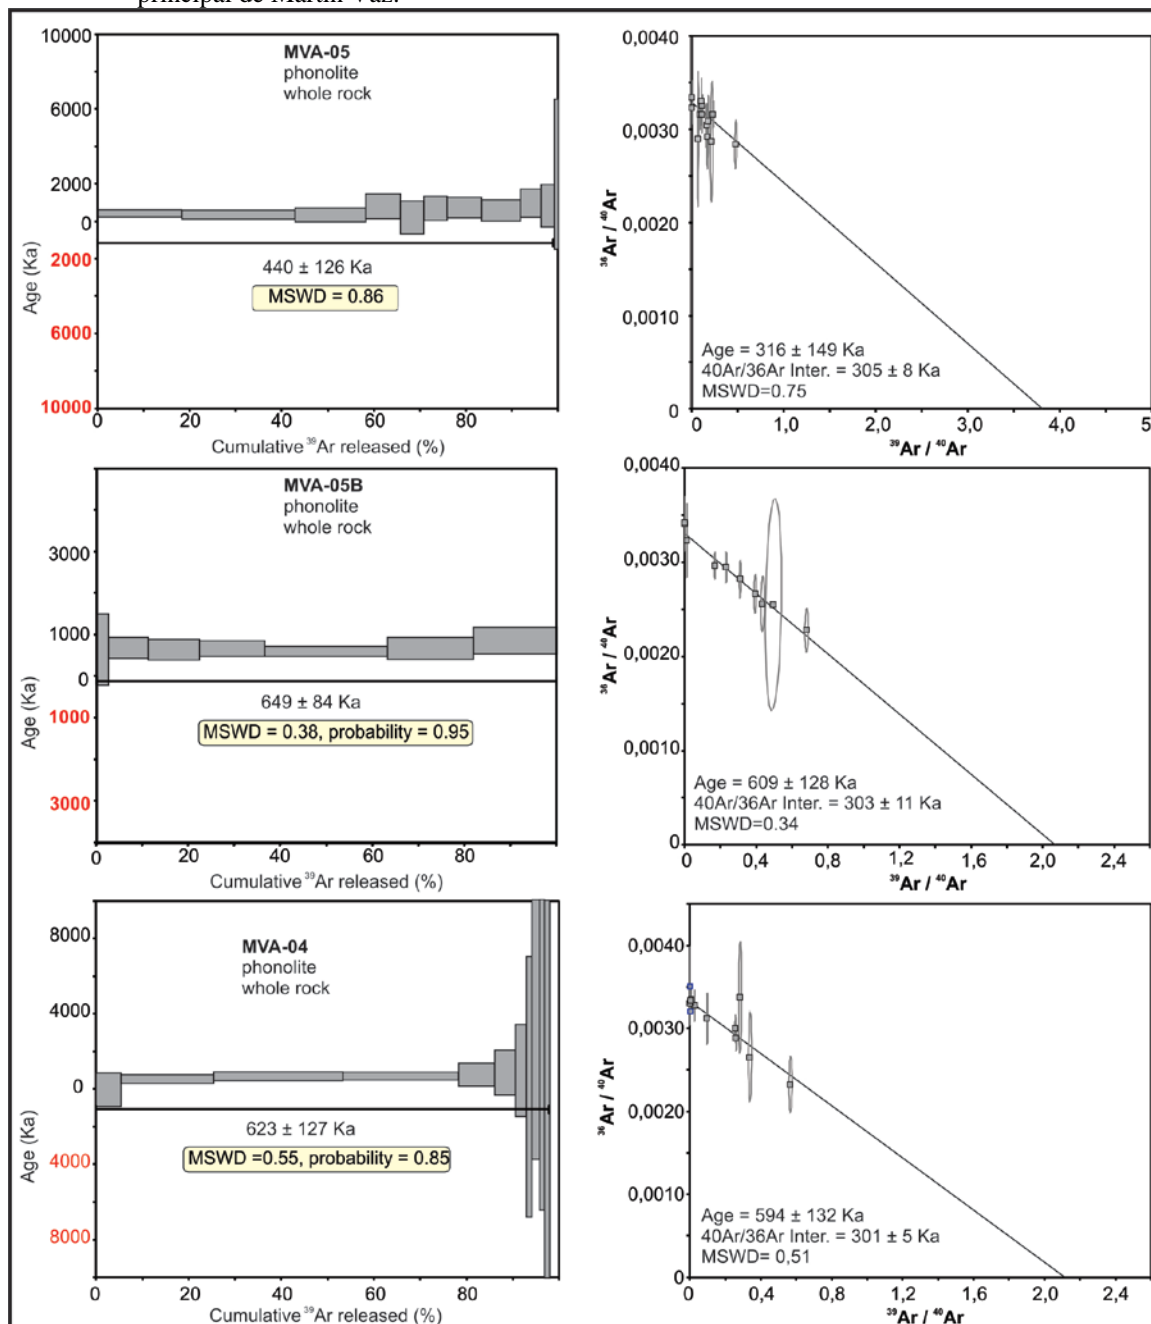 principal de Martin Vaz.
10000
6000
2000
0
2000
6000
10000
Age (Ka)
MVA-05
phonolite
whole rock
440 ± 126 Ka
MSWD = 0.86
0 20 40 60 80
Cumulative ³⁹Ar released (%)
0,0040
0,0030
0,0020
0,0010
0
³⁶Ar / ⁴⁰Ar
Age = 316 ± 149 Ka
40Ar/36Ar Inter. = 305 ± 8 Ka
MSWD=0.75
0 1,0 2,0 3,0 4,0 5
³⁹Ar / ⁴⁰Ar
3000
1000
0
1000
3000
Age (Ka)
MVA-05B
phonolite
whole rock
649 ± 84 Ka
MSWD = 0.38, probability = 0.95
0 20 40 60 80
Cumulative ³⁹Ar released (%)
0,0040
0,0030
0,0020
0,0010
0
³⁶Ar / ⁴⁰Ar
Age = 609 ± 128 Ka
40Ar/36Ar Inter. = 303 ± 11 Ka
MSWD=0.34
0 0,4 0,8 1,2 1,6 2,0 2,4
³⁹Ar / ⁴⁰Ar
8000
4000
0
4000
8000
Age (Ka)
MVA-04
phonolite
whole rock
623 ± 127 Ka
MSWD =0.55, probability = 0.85
0 20 40 60 80
Cumulative ³⁹Ar released (%)
0,0040
0,0030
0,0020
0,0010
0
³⁶Ar / ⁴⁰Ar
Age = 594 ± 132 Ka
40Ar/36Ar Inter. = 301 ± 5 Ka
MSWD= 0,51
0 0,4 0,8 1,2 1,6 2,0 2,4
³⁹Ar / ⁴⁰Ar